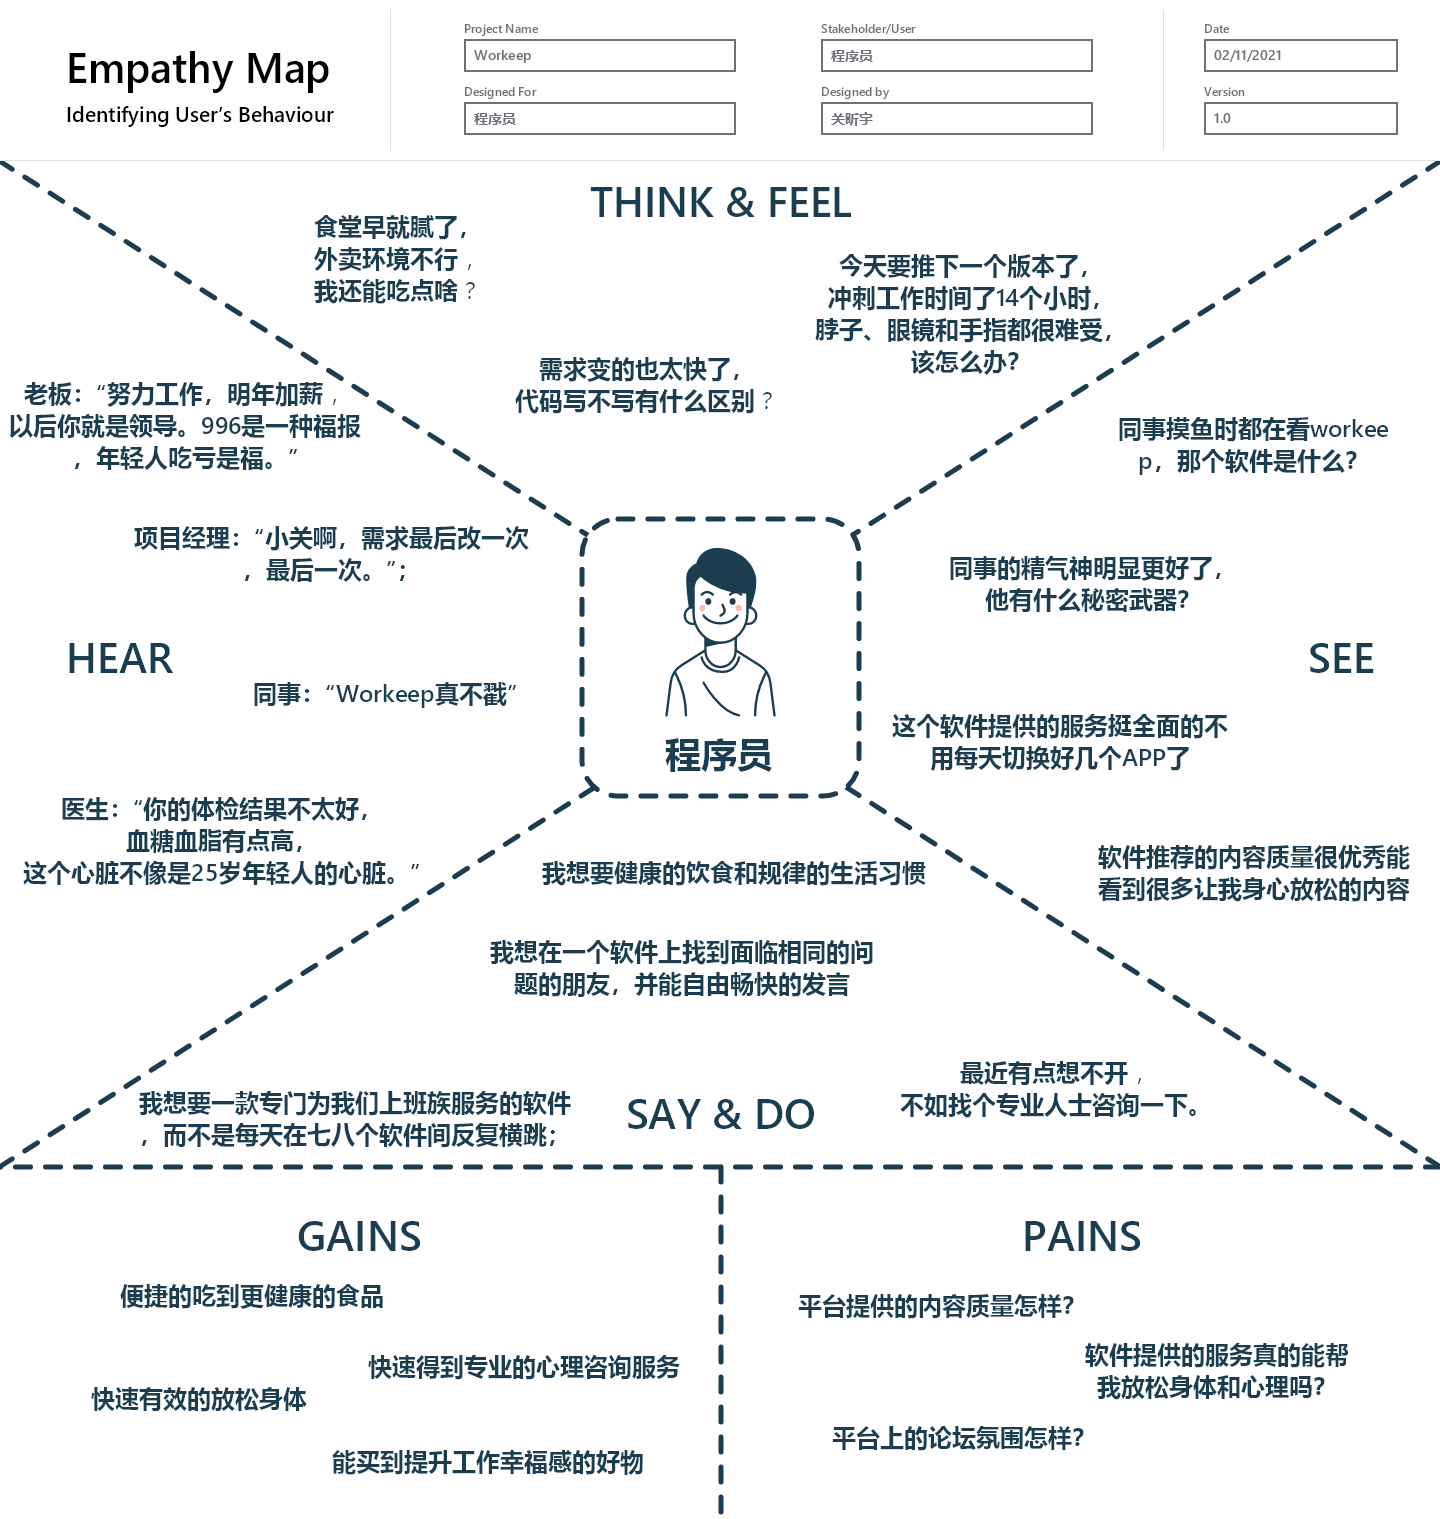 Empathy Map
Identifying User's Behaviour
Project Name
Workeep
Stakeholder/User
程序员
Date
02/11/2021
Designed For
程序员
Designed by
关昕宇
Version
1.0
THINK & FEEL
食堂早就腻了，
外卖环境不行，
我还能吃点啥？
今天要推下一个版本了，
冲刺工作时间了14个小时，
脖子、眼镜和手指都很难受，
该怎么办？
需求变的也太快了，
代码写不写有什么区别？
老板：“努力工作，明年加薪，
以后你就是领导。996是一种福报
，年轻人吃亏是福。”
项目经理：“小关啊，需求最后改一次
，最后一次。”；
HEAR
同事：“Workeep真不戳”
医生：“你的体检结果不太好，
血糖血脂有点高，
这个心脏不像是25岁年轻人的心脏。”
程序员
同事摸鱼时都在看workee
p，那个软件是什么？
同事的精气神明显更好了，
他有什么秘密武器？
SEE
这个软件提供的服务挺全面的不
用每天切换好几个APP了
软件推荐的内容质量很优秀能
看到很多让我身心放松的内容
我想要健康的饮食和规律的生活习惯
我想在一个软件上找到面临相同的问
题的朋友，并能自由畅快的发言
最近有点想不开，
不如找个专业人士咨询一下。
我想要一款专门为我们上班族服务的软件
，而不是每天在七八个软件间反复横跳；
SAY & DO
GAINS
便捷的吃到更健康的食品
快速得到专业的心理咨询服务
快速有效的放松身体
能买到提升工作幸福感的好物
PAINS
平台提供的内容质量怎样？
软件提供的服务真的能帮
我放松身体和心理吗？
平台上的论坛氛围怎样？